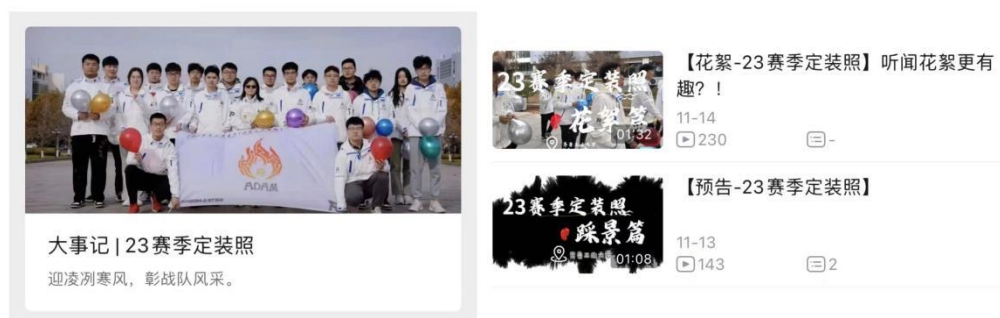 ADAM
大事记 | 23赛季定装照
迎凌冽寒风，彰战队风采。
23赛季定装照
花絮篇
01:32
【花絮-23赛季定装照】听闻花絮更有
趣？！
11-14
230
-
23赛季定装照
踩景篇
01:08
【预告-23赛季定装照】
11-13
143
2